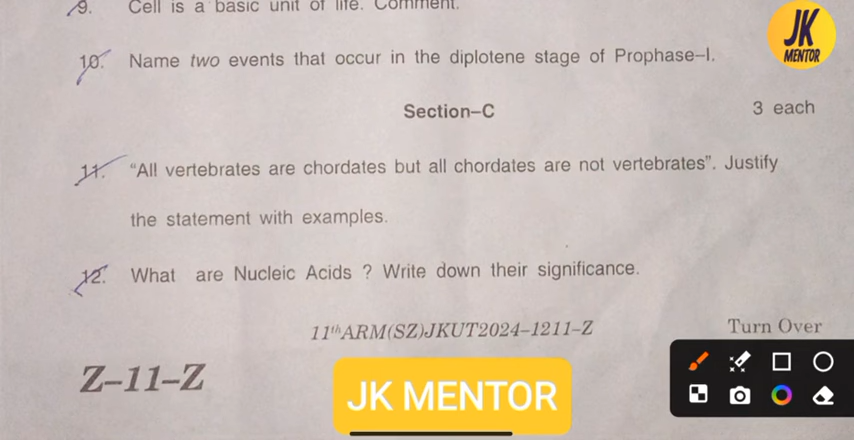 9. Cell is a basic unit of life. Comment.
JK
MENTOR
10. Name two events that occur in the diplotene stage of Prophase–I.
Section–C 3 each
11. “All vertebrates are chordates but all chordates are not vertebrates”. Justify
the statement with examples.
12. What are Nucleic Acids ? Write down their significance.
11thARM(SZ)JKUT2024–1211–Z Turn Over
Z–11–Z
JK MENTOR